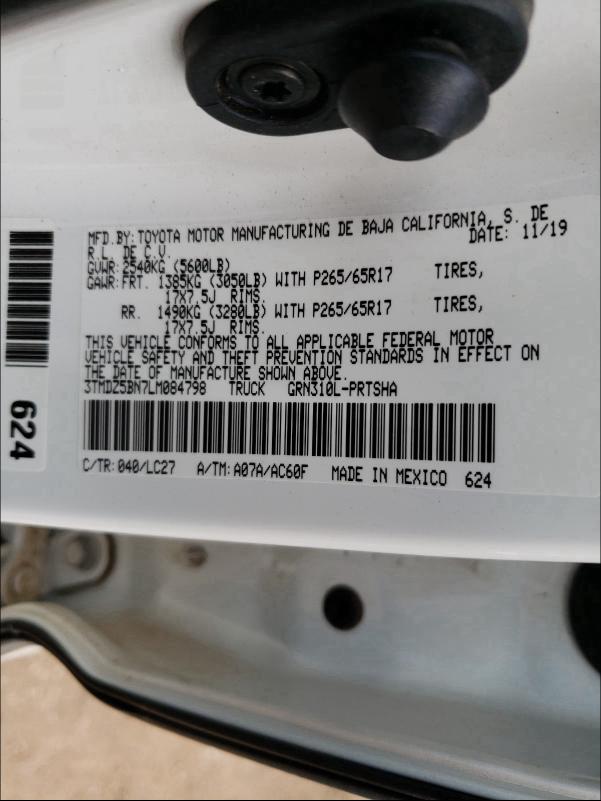 MFD.BY:TOYOTA MOTOR MANUFACTURING DE BAJA CALIFORNIA, S. DE
R.L. DE C.V. DATE: 11/19
GVWR:2540KG (5600LB)
GAWR:FRT. 1385KG (3050LB) WITH P265/65R17 TIRES,
17X7.5J RIMS.
RR. 1490KG (3280LB) WITH P265/65R17 TIRES,
17X7.5J RIMS.
THIS VEHICLE CONFORMS TO ALL APPLICABLE FEDERAL MOTOR
VEHICLE SAFETY AND THEFT PREVENTION STANDARDS IN EFFECT ON
THE DATE OF MANUFACTURE SHOWN ABOVE.
3TMDZ5BN7LM084798 TRUCK GRN310L-PRTSHA
C/TR:040/LC27 A/TM:A07A/AC60F MADE IN MEXICO 624
624